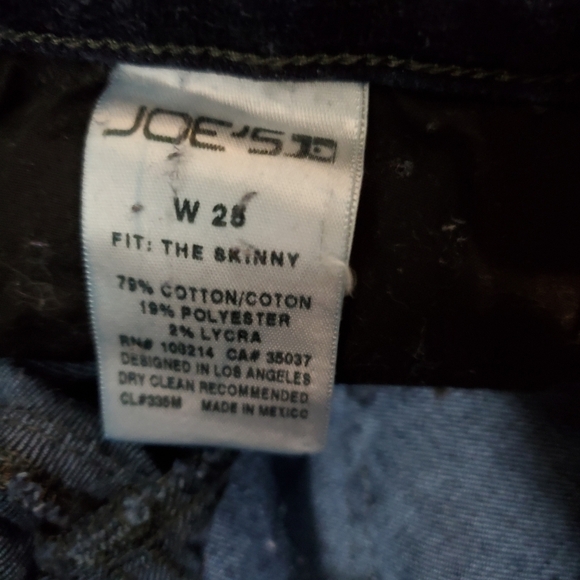 JOE'S
W 25
FIT: THE SKINNY
79% COTTON/COTON
19% POLYESTER
2% LYCRA
RN# 108214 CA# 35037
DESIGNED IN LOS ANGELES
DRY CLEAN RECOMMENDED
CL#335M MADE IN MEXICO